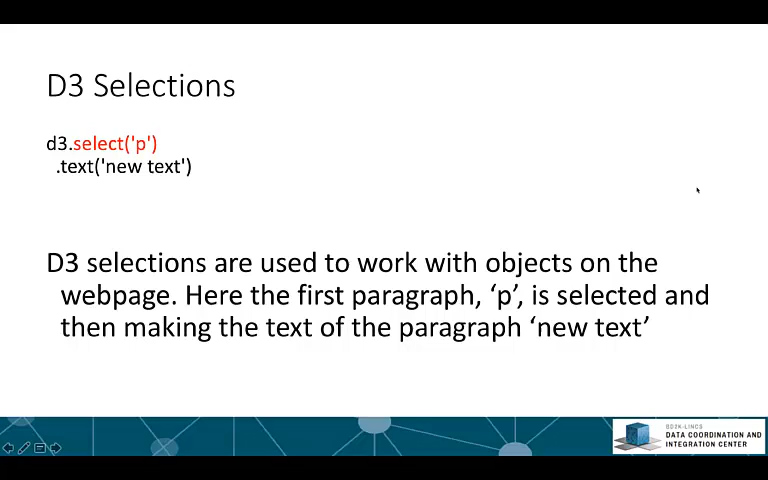 D3 Selections
d3.select('p')
.text('new text')
D3 selections are used to work with objects on the
webpage. Here the first paragraph, ‘p’, is selected and
then making the text of the paragraph ‘new text’
BD2K-LINCS
DATA COORDINATION AND
INTEGRATION CENTER